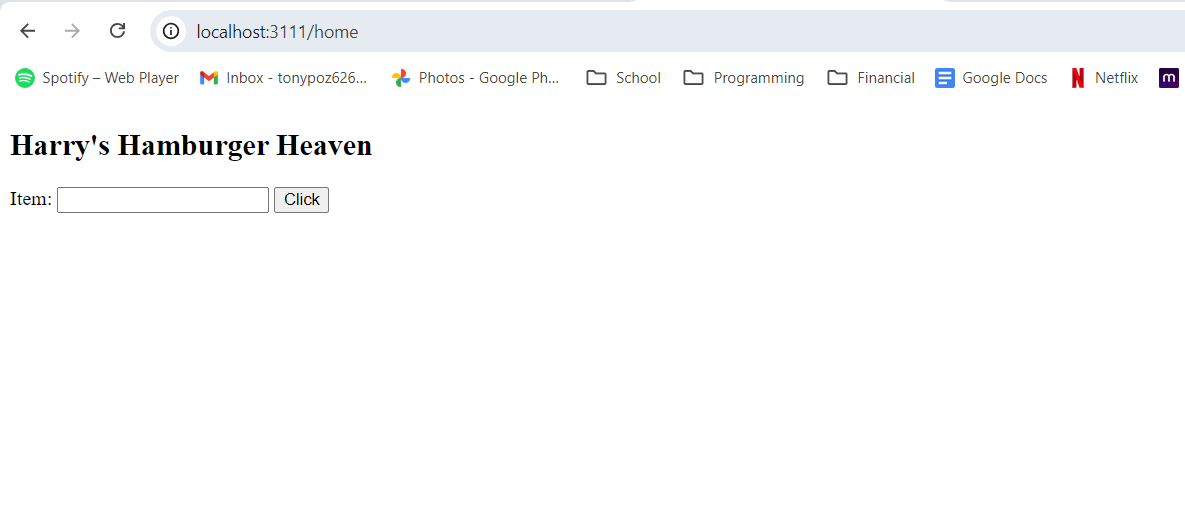 localhost:3111/home
Spotify – Web Player Inbox - tonypoz626... Photos - Google Ph... School Programming Financial Google Docs Netflix m
Harry's Hamburger Heaven
Item: Click